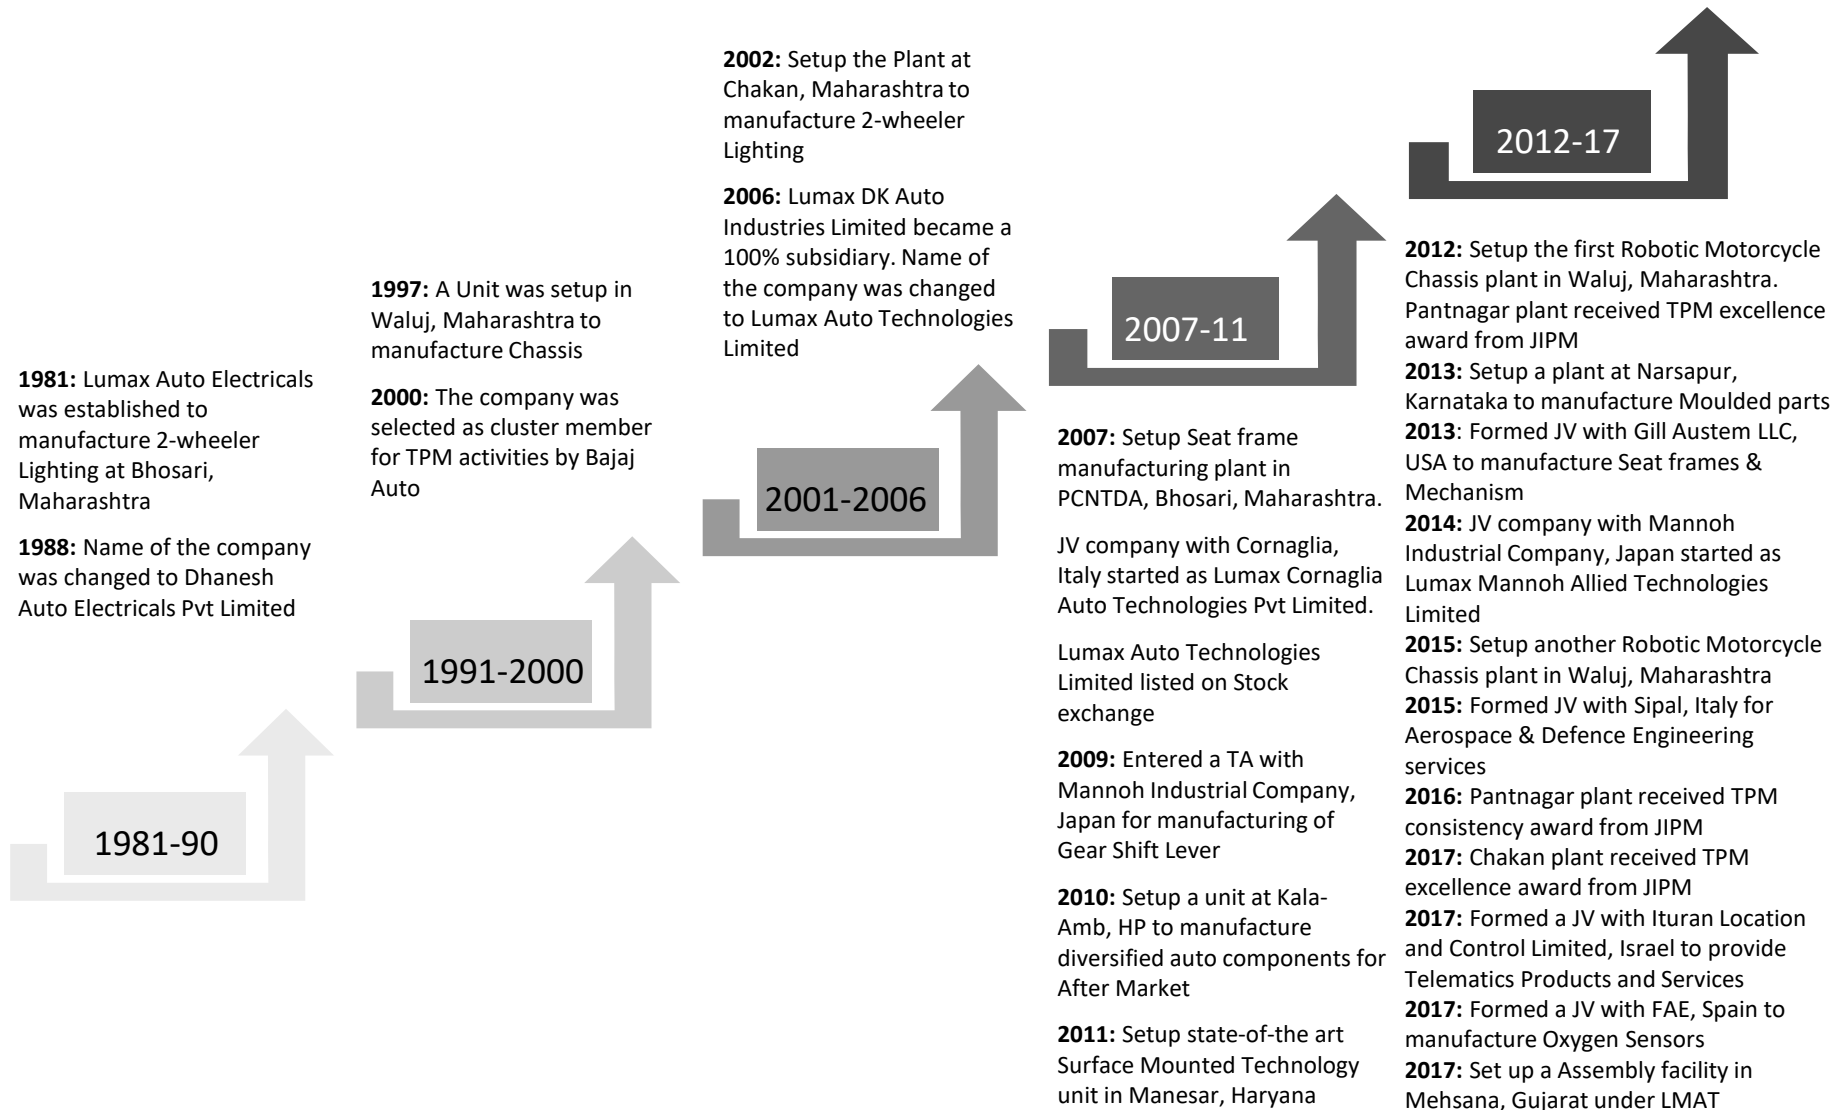 1981-90
1981: Lumax Auto Electricals
was established to
manufacture 2-wheeler
Lighting at Bhosari,
Maharashtra
1988: Name of the company
was changed to Dhanesh
Auto Electricals Pvt Limited
1991-2000
1997: A Unit was setup in
Waluj, Maharashtra to
manufacture Chassis
2000: The company was
selected as cluster member
for TPM activities by Bajaj
Auto
2001-2006
2002: Setup the Plant at
Chakan, Maharashtra to
manufacture 2-wheeler
Lighting
2006: Lumax DK Auto
Industries Limited became a
100% subsidiary. Name of
the company was changed
to Lumax Auto Technologies
Limited
2007-11
2007: Setup Seat frame
manufacturing plant in
PCNTDA, Bhosari, Maharashtra.
JV company with Cornaglia,
Italy started as Lumax Cornaglia
Auto Technologies Pvt Limited.
Lumax Auto Technologies
Limited listed on Stock
exchange
2009: Entered a TA with
Mannoh Industrial Company,
Japan for manufacturing of
Gear Shift Lever
2010: Setup a unit at Kala-
Amb, HP to manufacture
diversified auto components for
After Market
2011: Setup state-of-the art
Surface Mounted Technology
unit in Manesar, Haryana
2012-17
2012: Setup the first Robotic Motorcycle
Chassis plant in Waluj, Maharashtra.
Pantnagar plant received TPM excellence
award from JIPM
2013: Setup a plant at Narsapur,
Karnataka to manufacture Moulded parts
2013: Formed JV with Gill Austem LLC,
USA to manufacture Seat frames &
Mechanism
2014: JV company with Mannoh
Industrial Company, Japan started as
Lumax Mannoh Allied Technologies
Limited
2015: Setup another Robotic Motorcycle
Chassis plant in Waluj, Maharashtra
2015: Formed JV with Sipal, Italy for
Aerospace & Defence Engineering
services
2016: Pantnagar plant received TPM
consistency award from JIPM
2017: Chakan plant received TPM
excellence award from JIPM
2017: Formed a JV with Ituran Location
and Control Limited, Israel to provide
Telematics Products and Services
2017: Formed a JV with FAE, Spain to
manufacture Oxygen Sensors
2017: Set up a Assembly facility in
Mehsana, Gujarat under LMAT